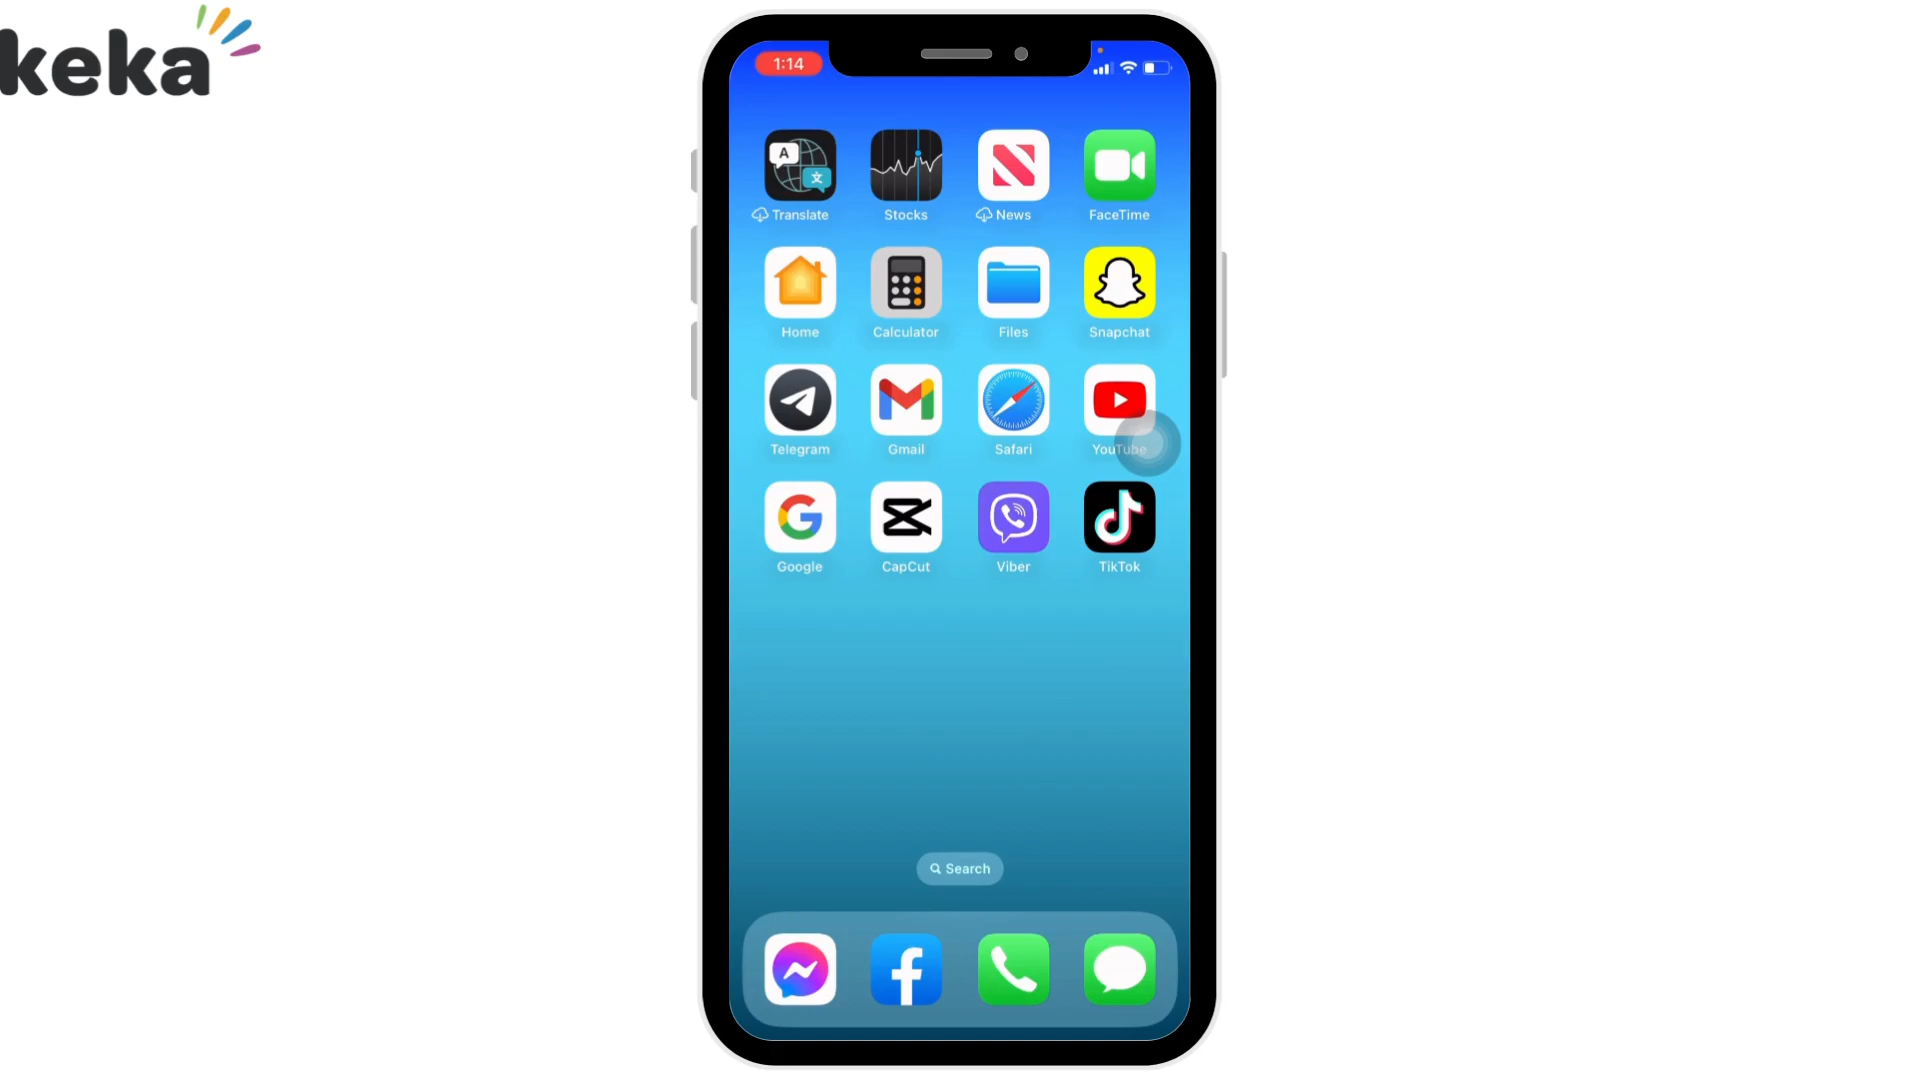 keka
1:14
A
文
Translate
Stocks
News
FaceTime
Home
Calculator
Files
Snapchat
Telegram
Gmail
Safari
YouTube
Google
CapCut
Viber
TikTok
Search